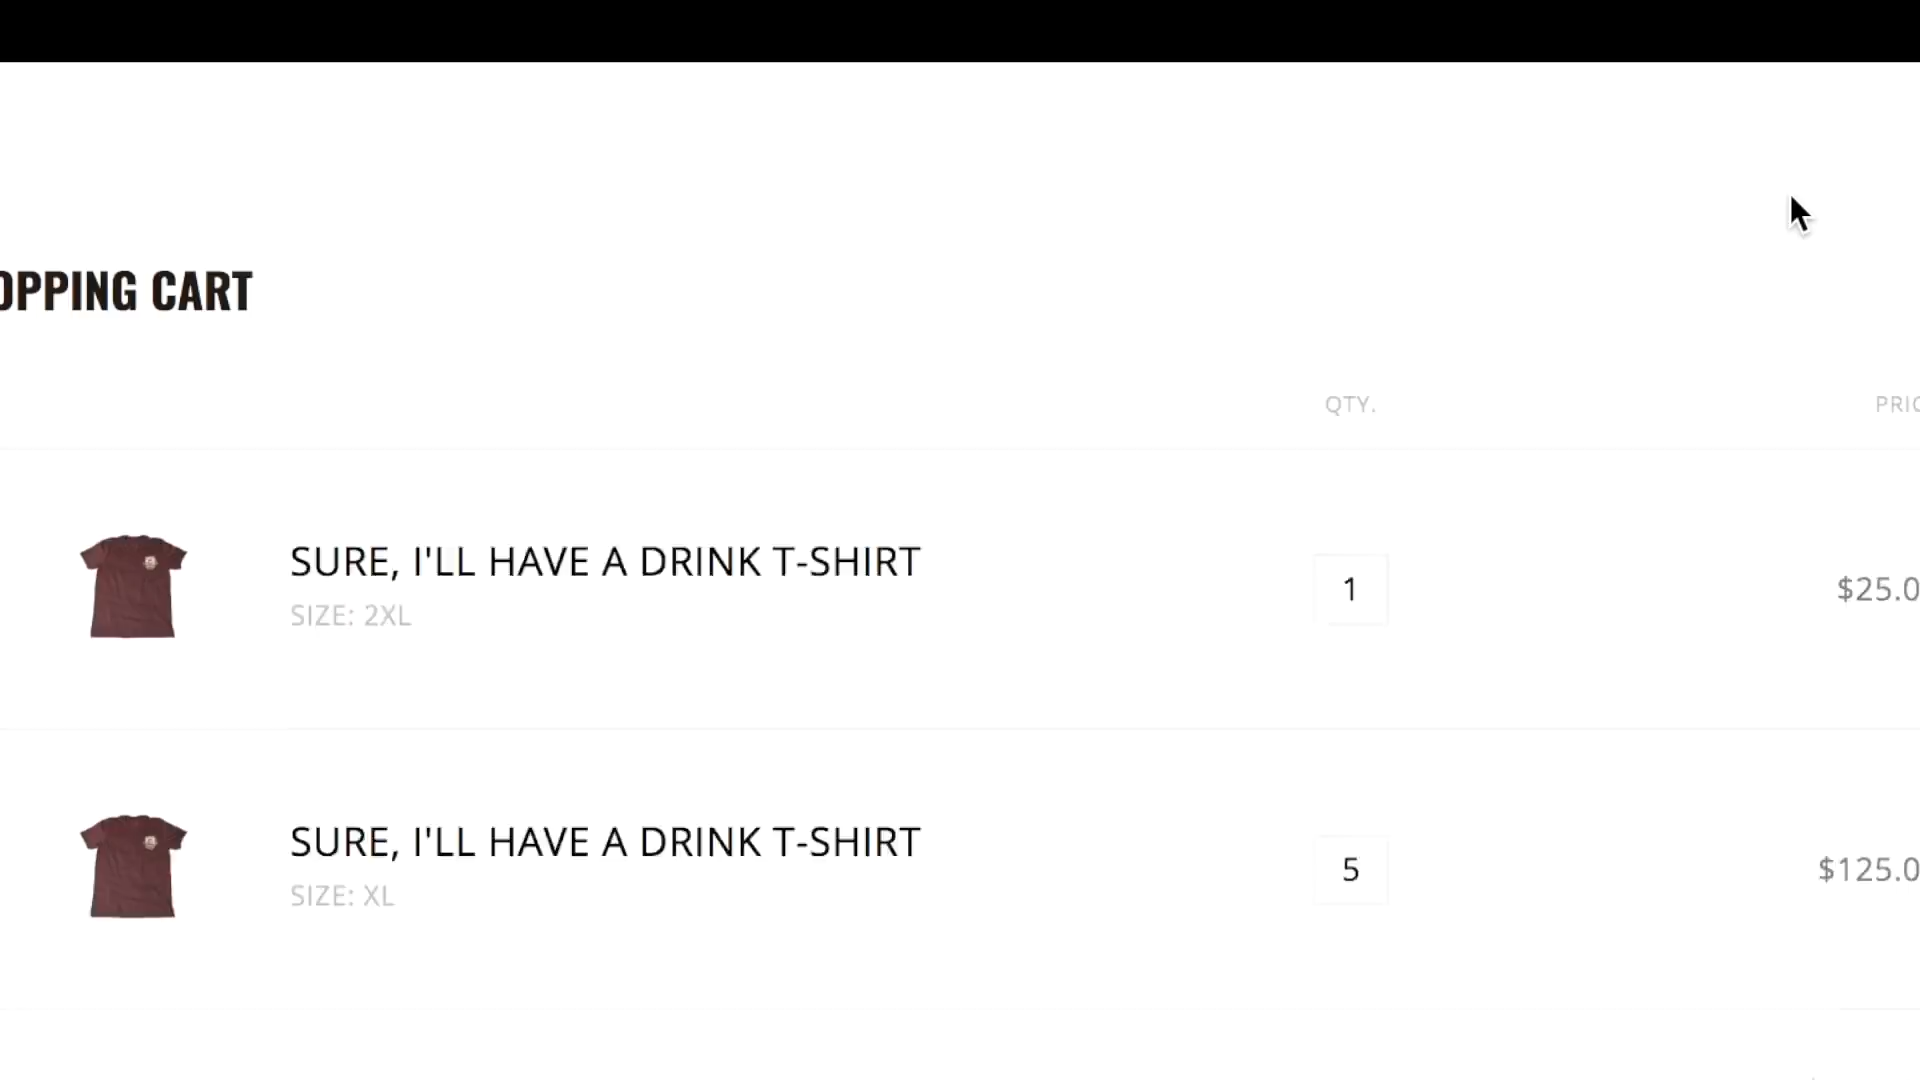 OPPING CART
QTY.
PRIC
SURE, I'LL HAVE A DRINK T-SHIRT
SIZE: 2XL
1
$25.0
SURE, I'LL HAVE A DRINK T-SHIRT
SIZE: XL
5
$125.0